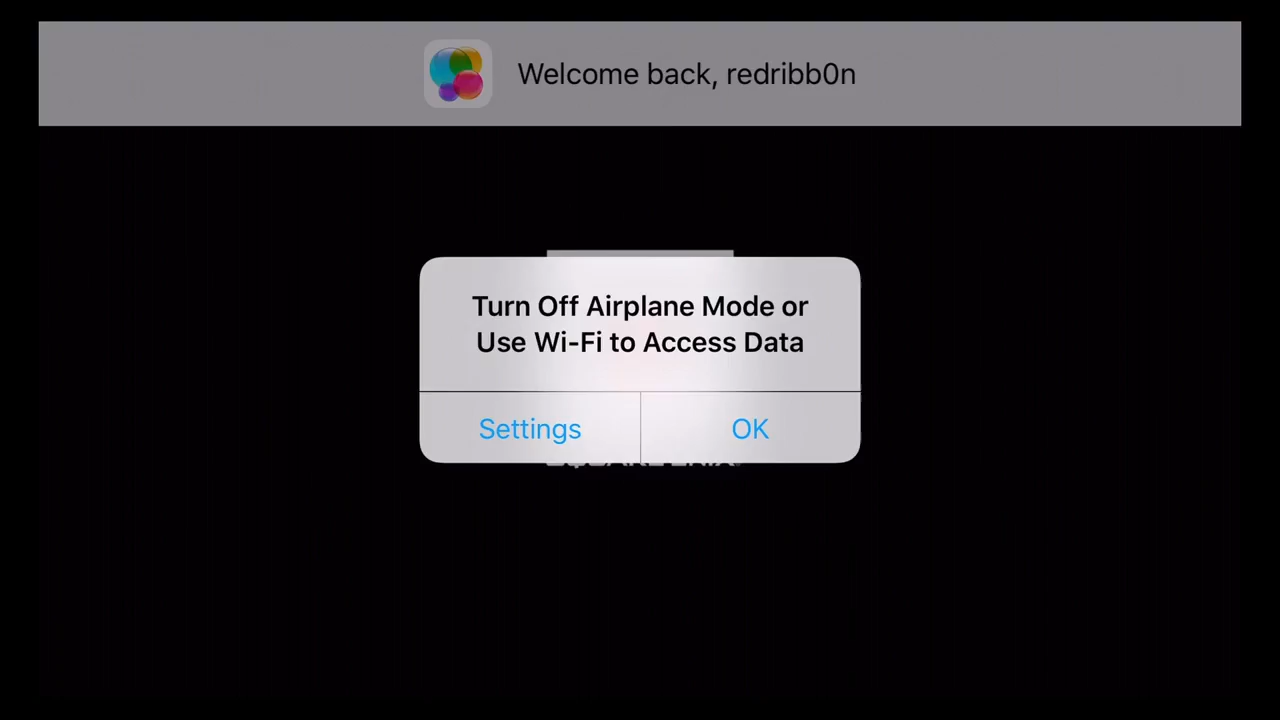 Welcome back, redribb0n
Turn Off Airplane Mode or
Use Wi-Fi to Access Data
Settings
OK